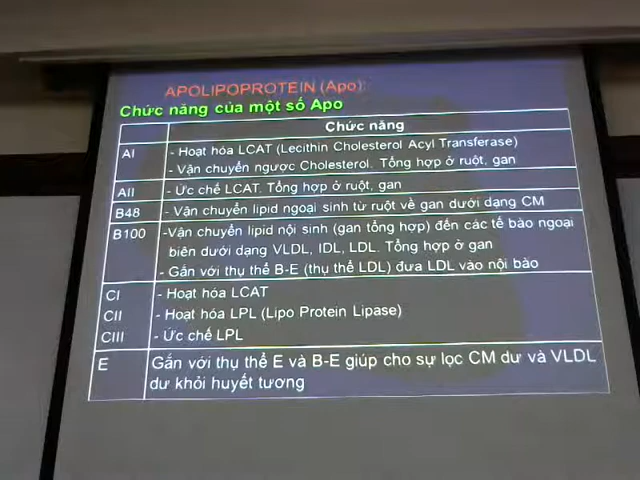 APOLIPOPROTEIN (Apo):
Chức năng của một số Apo
Chức năng
AI
- Hoạt hóa LCAT (Lecithin Cholesterol Acyl Transferase)
- Vận chuyển ngược Cholesterol. Tổng hợp ở ruột, gan
AII
- Ức chế LCAT. Tổng hợp ở ruột, gan
B48
- Vận chuyển lipid ngoại sinh từ ruột về gan dưới dạng CM
B100
-Vận chuyển lipid nội sinh (gan tổng hợp) đến các tế bào ngoại
biên dưới dạng VLDL, IDL, LDL. Tổng hợp ở gan
- Gắn với thụ thể B-E (thụ thể LDL) đưa LDL vào nội bào
CI
- Hoạt hóa LCAT
CII
- Hoạt hóa LPL (Lipo Protein Lipase)
CIII
- Ức chế LPL
E
Gắn với thụ thể E và B-E giúp cho sự lọc CM dư và VLDL
dư khỏi huyết tương